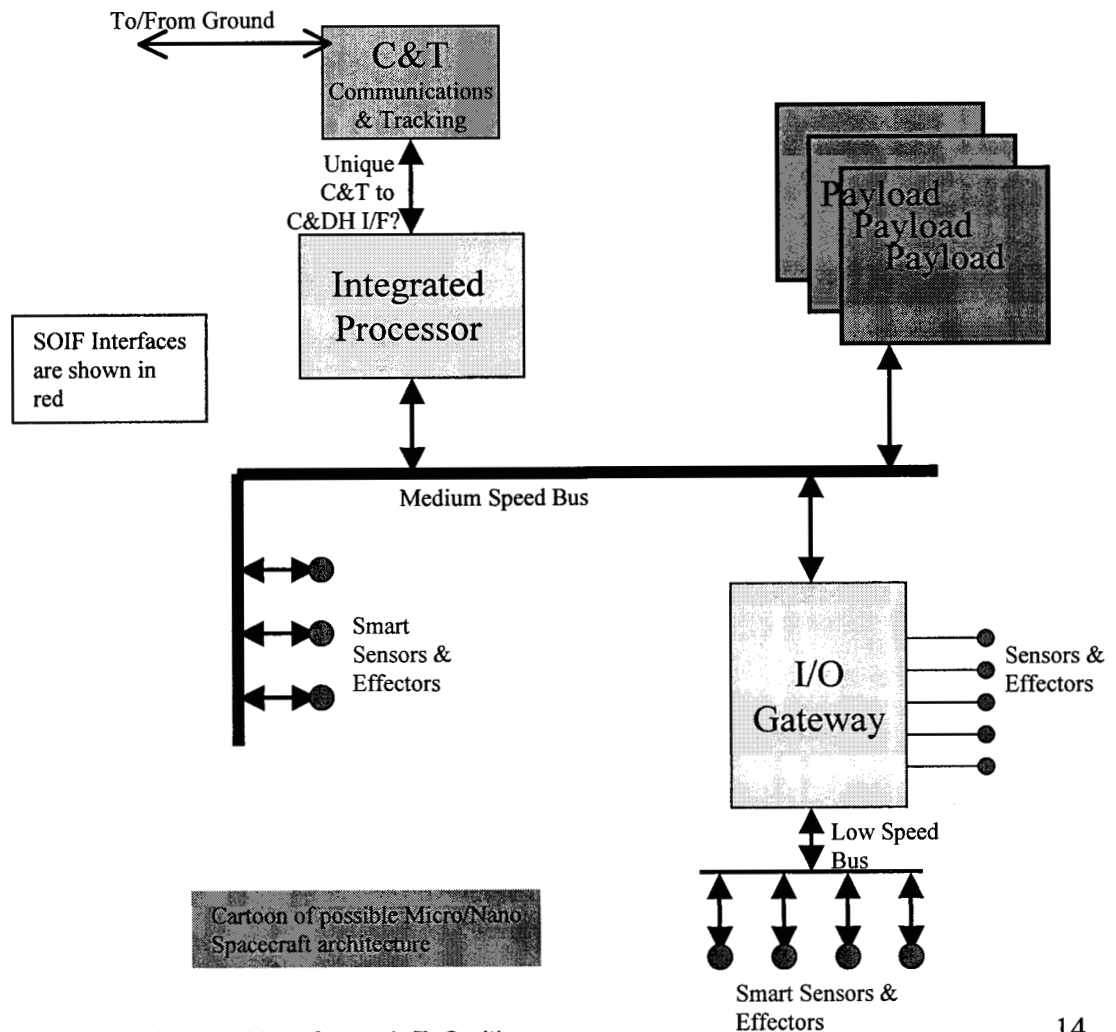 To/From Ground
C&T
Communications
& Tracking
Unique
C&T to
C&DH I/F?
Integrated
Processor
Payload
Payload
Payload
SOIF Interfaces
are shown in
red
Medium Speed Bus
Smart
Sensors &
Effectors
I/O
Gateway
Sensors &
Effectors
Low Speed
Bus
Cartoon of possible Micro/Nano
Spacecraft architecture
Smart Sensors &
Effectors
14